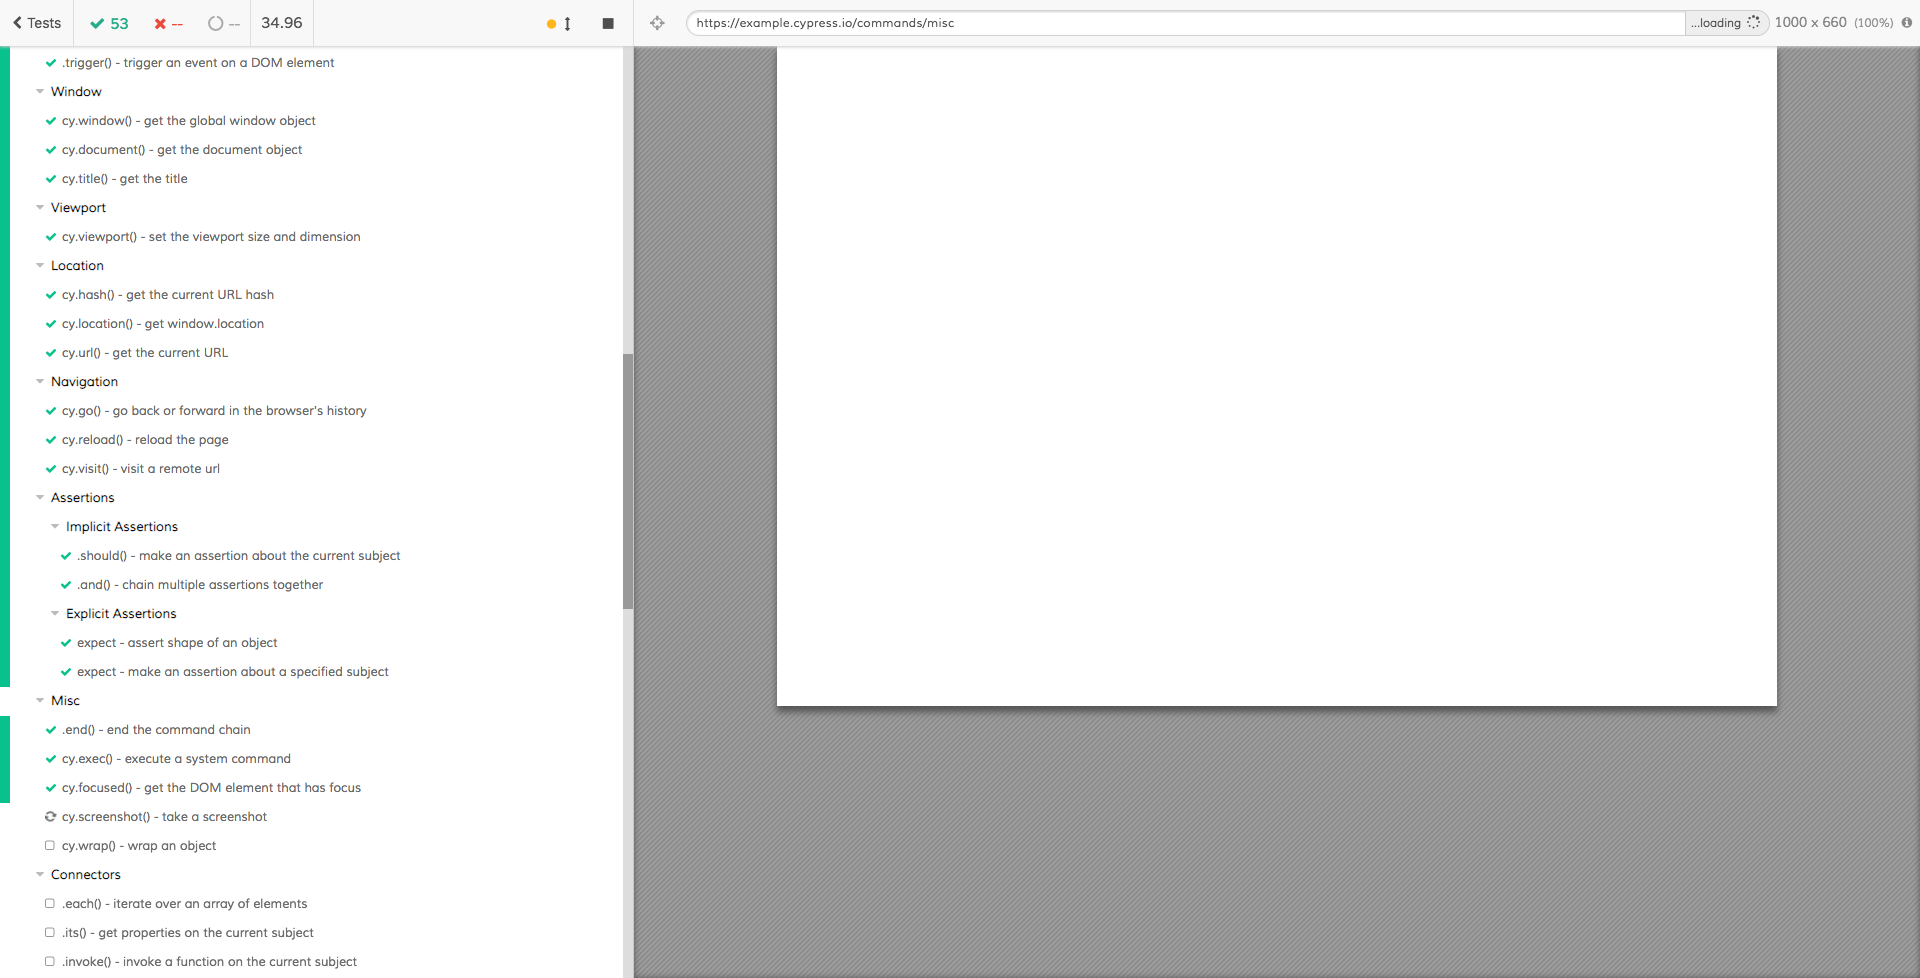 Tests 53 -- -- 34.96
https://example.cypress.io/commands/misc ...loading 1000 x 660 (100%)
.trigger() - trigger an event on a DOM element
Window
cy.window() - get the global window object
cy.document() - get the document object
cy.title() - get the title
Viewport
cy.viewport() - set the viewport size and dimension
Location
cy.hash() - get the current URL hash
cy.location() - get window.location
cy.url() - get the current URL
Navigation
cy.go() - go back or forward in the browser's history
cy.reload() - reload the page
cy.visit() - visit a remote url
Assertions
Implicit Assertions
.should() - make an assertion about the current subject
.and() - chain multiple assertions together
Explicit Assertions
expect - assert shape of an object
expect - make an assertion about a specified subject
Misc
.end() - end the command chain
cy.exec() - execute a system command
cy.focused() - get the DOM element that has focus
cy.screenshot() - take a screenshot
cy.wrap() - wrap an object
Connectors
.each() - iterate over an array of elements
.its() - get properties on the current subject
.invoke() - invoke a function on the current subject